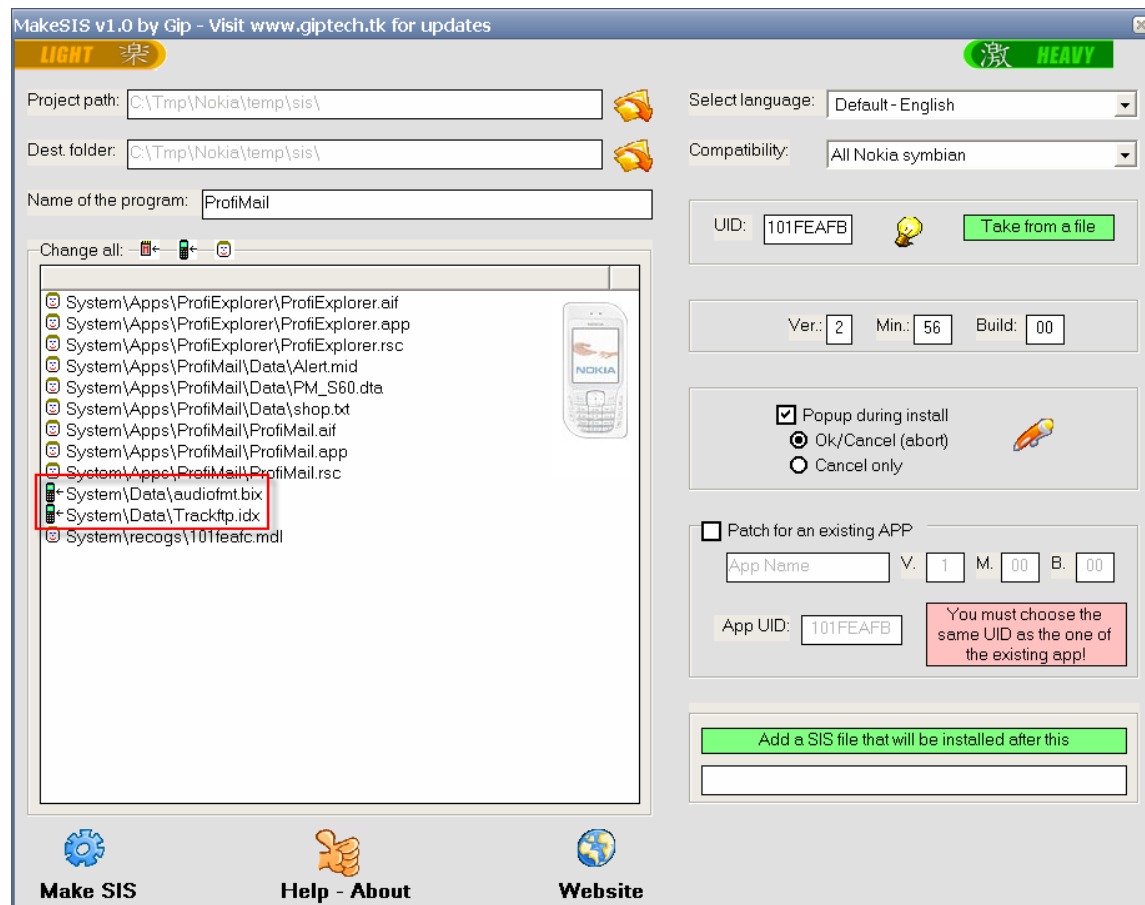 MakeSIS v1.0 by Gip - Visit www.giptech.tk for updates
LIGHT 楽
激 HEAVY
Project path: C:\Tmp\Nokia\temp\sis\
Dest. folder: C:\Tmp\Nokia\temp\sis\
Name of the program: ProfiMail
Change all:
System\Apps\ProfiExplorer\ProfiExplorer.aif
System\Apps\ProfiExplorer\ProfiExplorer.app
System\Apps\ProfiExplorer\ProfiExplorer.rsc
System\Apps\ProfiMail\Data\Alert.mid
System\Apps\ProfiMail\Data\PM_S60.dta
System\Apps\ProfiMail\Data\shop.txt
System\Apps\ProfiMail\ProfiMail.aif
System\Apps\ProfiMail\ProfiMail.app
System\Apps\ProfiMail\ProfiMail.rsc
System\Data\audiofmt.bix
System\Data\Trackftp.idx
System\recogs\101feafc.mdl
NOKIA
Select language: Default - English
Compatibility: All Nokia symbian
UID: 101FEAFB Take from a file
Ver.: 2 Min.: 56 Build: 00
Popup during install
Ok/Cancel (abort)
Cancel only
Patch for an existing APP
App Name V. 1 M. 00 B. 00
App UID: 101FEAFB
You must choose the
same UID as the one of
the existing app!
Add a SIS file that will be installed after this
Make SIS
Help - About
Website